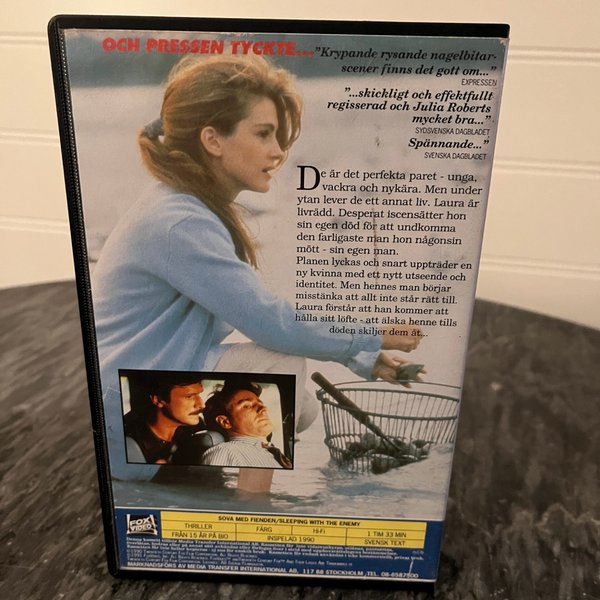 OCH PRESSEN TYCKTE... "Krypande rysande nagelbitar-
scener finns det gott om..."
EXPRESSEN
"...skickligt och effektfullt
regisserad och Julia Roberts
mycket bra..."
SYDSVENSKA DAGBLADET
Spännande..."
SVENSKA DAGBLADET
De är det perfekta paret - unga,
vackra och nykära. Men under
ytan lever de ett annat liv. Laura är
livrädd. Desperat iscensätter hon
sin egen död för att undkomma
den farligaste man hon någonsin
mött - sin egen man.
Planen lyckas och snart uppträder en
ny kvinna med ett nytt utseende och
identitet. Men hennes man börjar
misstänka att allt inte står rätt till.
Laura förstår att han kommer att
hålla sitt löfte - att älska henne tills
döden skiljer dem åt...
FOX
VIDEO
SOVA MED FIENDEN/SLEEPING WITH THE ENEMY
THRILLER FÄRG Hi-Fi 1 TIM 33 MIN
FRÅN 15 ÅR PÅ BIO INSPELAD 1990 SVENSK TEXT
MARKNADSFÖRS AV MEDIA TRANSFER INTERNATIONAL AB, 117 68 STOCKHOLM, TEL. 08-6587500